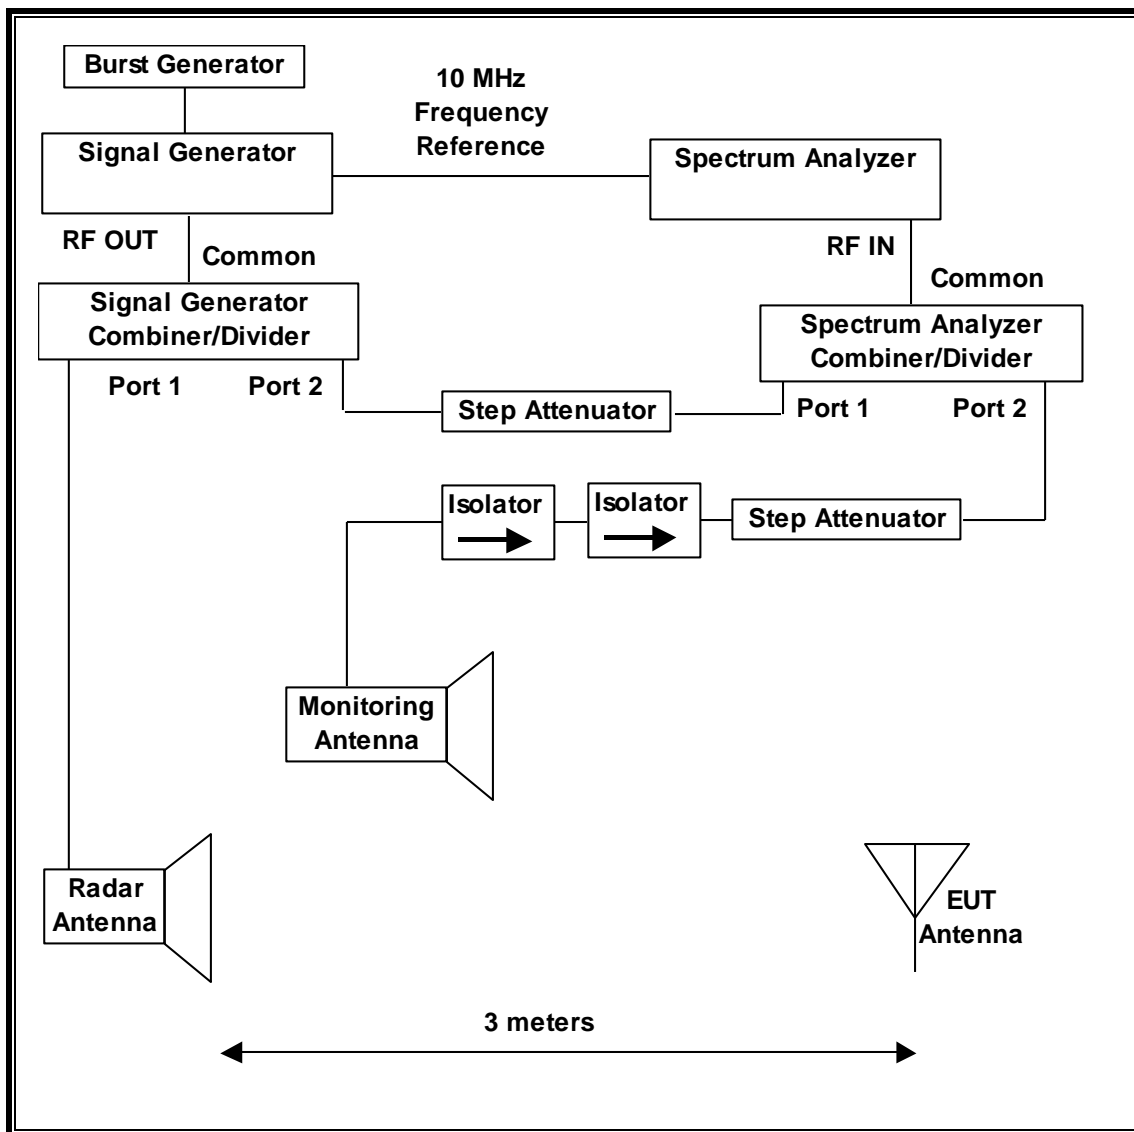 Burst Generator
10 MHz
Frequency
Reference
Signal Generator
Spectrum Analyzer
RF OUT
Common
RF IN
Common
Signal Generator
Combiner/Divider
Spectrum Analyzer
Combiner/Divider
Port 1
Port 2
Step Attenuator
Port 1
Port 2
Isolator
Isolator
Step Attenuator
Monitoring
Antenna
Radar
Antenna
EUT
Antenna
3 meters